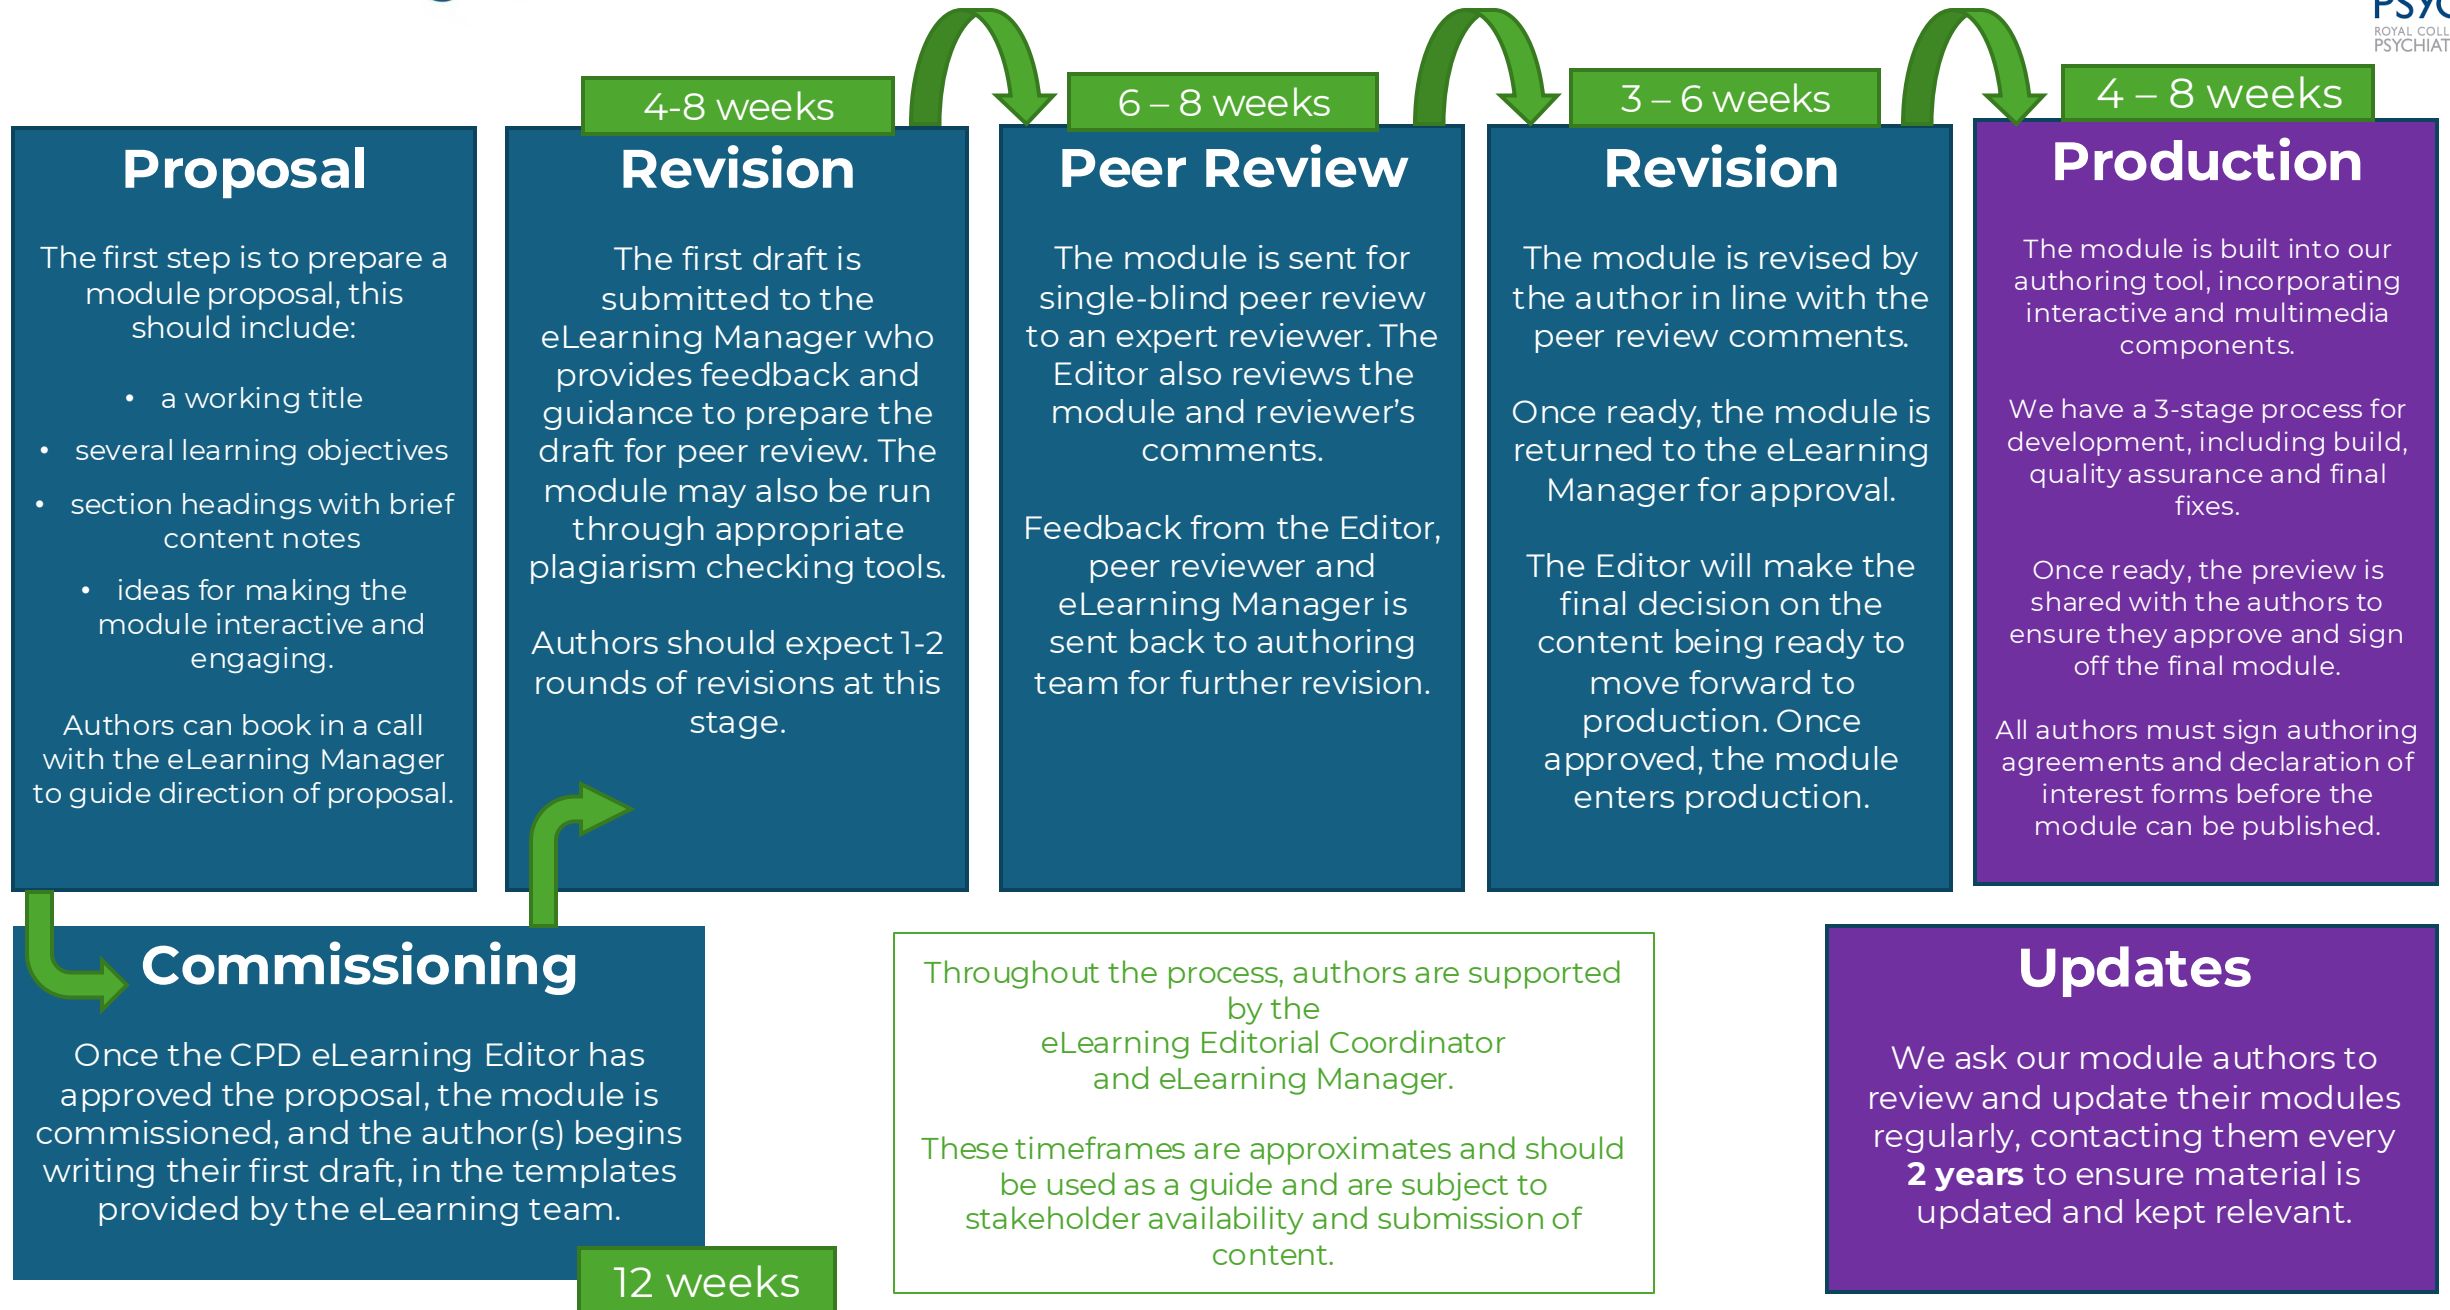 PSYC
ROYAL COLL
PSYCHIAT
Proposal
The first step is to prepare a
module proposal, this
should include:
• a working title
• several learning objectives
• section headings with brief
content notes
• ideas for making the
module interactive and
engaging.
Authors can book in a call
with the eLearning Manager
to guide direction of proposal.
Commissioning
Once the CPD eLearning Editor has
approved the proposal, the module is
commissioned, and the author(s) begins
writing their first draft, in the templates
provided by the eLearning team.
12 weeks
4-8 weeks
Revision
The first draft is
submitted to the
eLearning Manager who
provides feedback and
guidance to prepare the
draft for peer review. The
module may also be run
through appropriate
plagiarism checking tools.
Authors should expect 1-2
rounds of revisions at this
stage.
6 – 8 weeks
Peer Review
The module is sent for
single-blind peer review
to an expert reviewer. The
Editor also reviews the
module and reviewer’s
comments.
Feedback from the Editor,
peer reviewer and
eLearning Manager is
sent back to authoring
team for further revision.
3 – 6 weeks
Revision
The module is revised by
the author in line with the
peer review comments.
Once ready, the module is
returned to the eLearning
Manager for approval.
The Editor will make the
final decision on the
content being ready to
move forward to
production. Once
approved, the module
enters production.
4 – 8 weeks
Production
The module is built into our
authoring tool, incorporating
interactive and multimedia
components.
We have a 3-stage process for
development, including build,
quality assurance and final
fixes.
Once ready, the preview is
shared with the authors to
ensure they approve and sign
off the final module.
All authors must sign authoring
agreements and declaration of
interest forms before the
module can be published.
Throughout the process, authors are supported
by the
eLearning Editorial Coordinator
and eLearning Manager.
These timeframes are approximates and should
be used as a guide and are subject to
stakeholder availability and submission of
content.
Updates
We ask our module authors to
review and update their modules
regularly, contacting them every
2 years to ensure material is
updated and kept relevant.